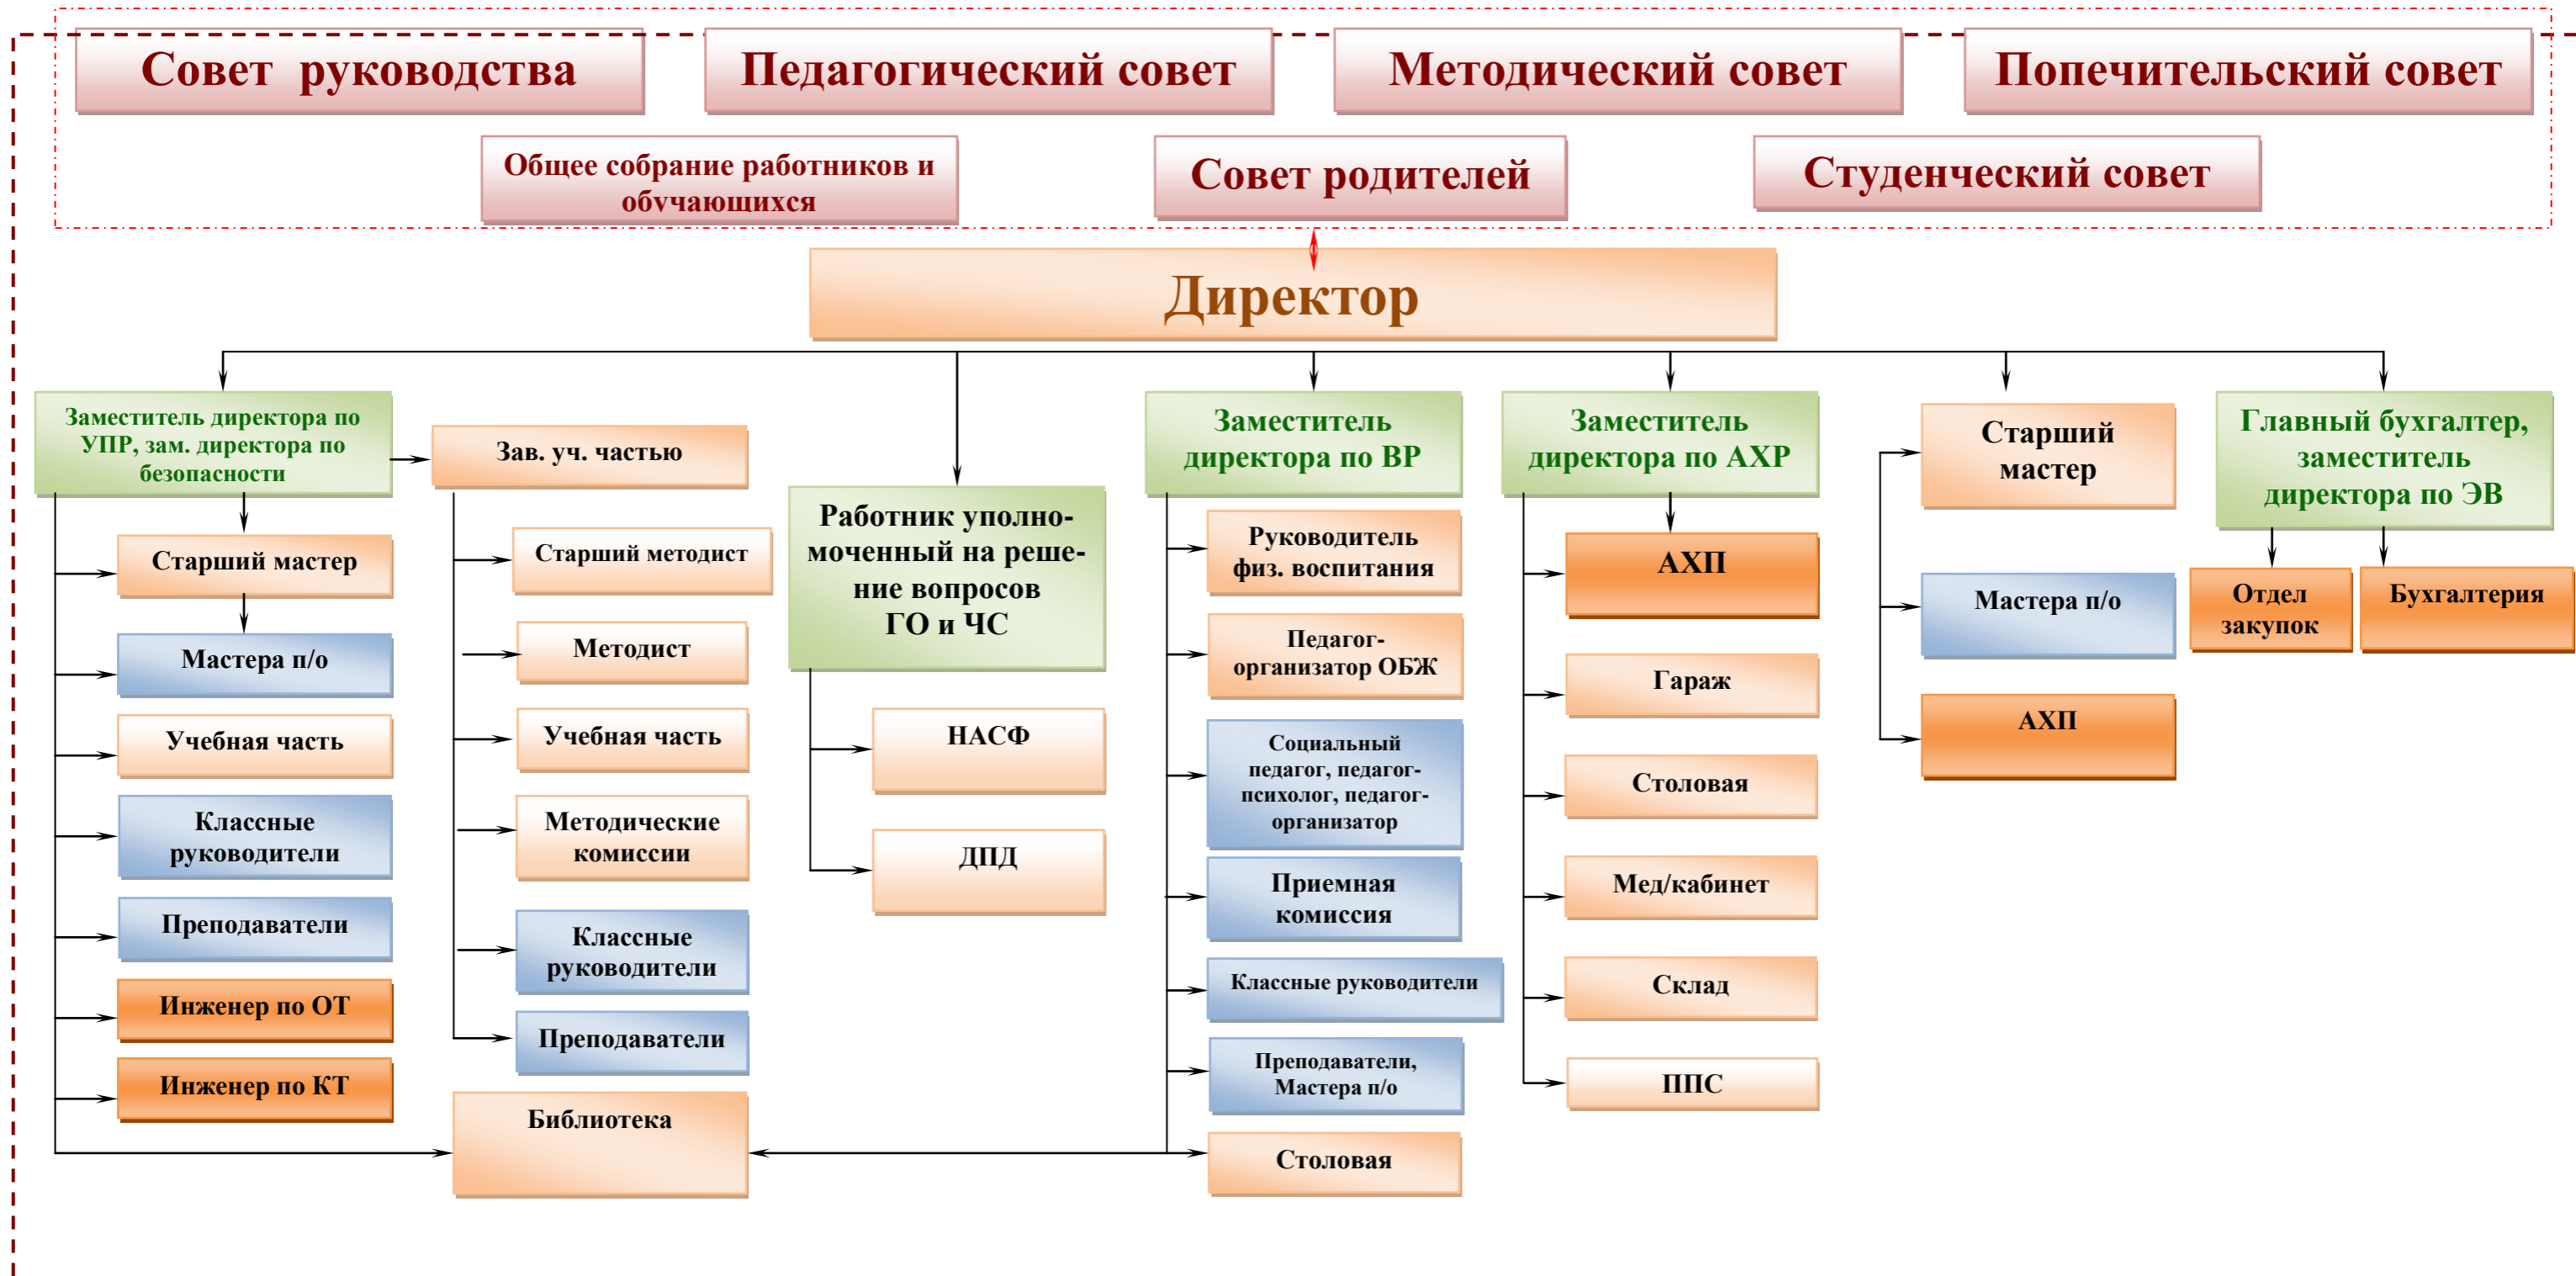 Совет руководства
Педагогический совет
Методический совет
Попечительский совет
Общее собрание работников и
обучающихся
Совет родителей
Студенческий совет
Директор
Заместитель директора по
УПР, зам. директора по
безопасности
Старший мастер
Мастера п/о
Учебная часть
Классные
руководители
Преподаватели
Инженер по ОТ
Инженер по КТ
Зав. уч. частью
Старший методист
Методист
Учебная часть
Методические
комиссии
Классные
руководители
Преподаватели
Библиотека
Работник уполно-
моченный на реше-
ние вопросов
ГО и ЧС
НАСФ
ДПД
Заместитель
директора по ВР
Руководитель
физ. воспитания
Педагог-
организатор ОБЖ
Социальный
педагог, педагог-
психолог, педагог-
организатор
Приемная
комиссия
Классные руководители
Преподаватели,
Мастера п/о
Столовая
Заместитель
директора по АХР
АХП
Гараж
Столовая
Мед/кабинет
Склад
ППС
Старший
мастер
Мастера п/о
АХП
Главный бухгалтер,
заместитель
директора по ЭВ
Отдел
закупок
Бухгалтерия